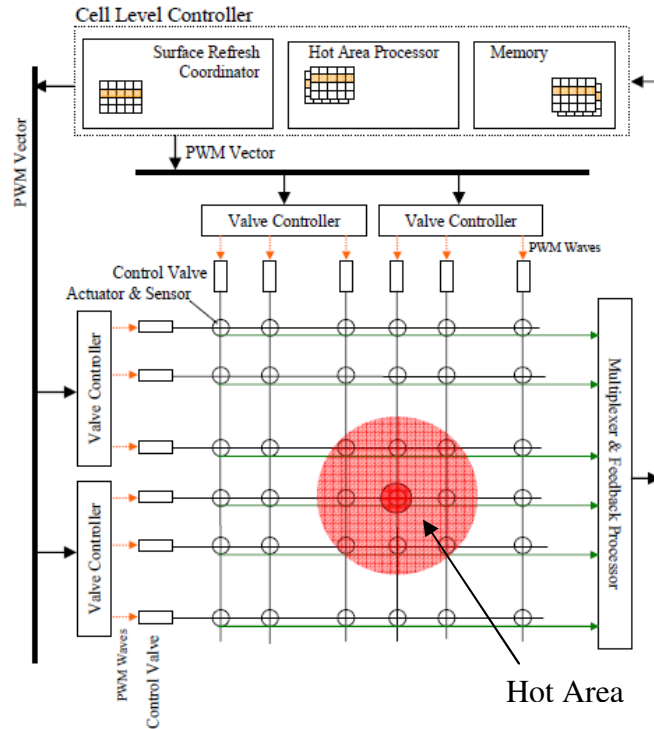 Cell Level Controller
Surface Refresh
Coordinator
Hot Area Processor
Memory
PWM Vector
PWM Vector
Valve Controller
Valve Controller
PWM Waves
Control Valve
Actuator & Sensor
Valve Controller
Valve Controller
Multiplexer & Feedback Processor
PWM Waves
Control Valve
Hot Area